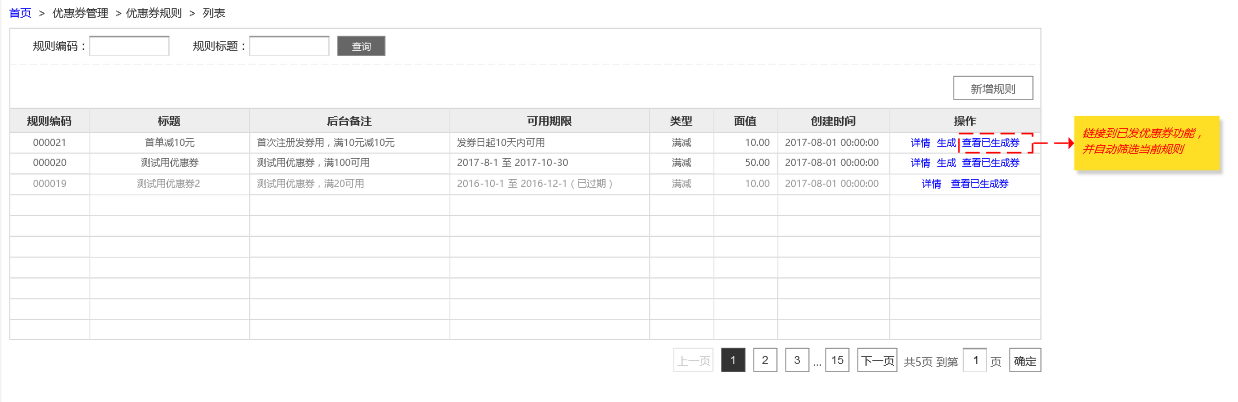 首页 > 优惠券管理 > 优惠券规则 > 列表
规则编码： 规则标题： 查询
新增规则
规则编码 标题 后台备注 可用期限 类型 面值 创建时间 操作
000021 首单减10元 首次注册发券用，满10元减10元 发券日起10天内可用 满减 10.00 2017-08-01 00:00:00 详情 生成 查看已生成券
000020 测试用优惠券 测试用优惠券，满100可用 2017-8-1 至 2017-10-30 满减 50.00 2017-08-01 00:00:00 详情 生成 查看已生成券
000019 测试用优惠券2 测试用优惠券，满20可用 2016-10-1 至 2016-12-1（已过期） 满减 10.00 2017-08-01 00:00:00 详情 查看已生成券
链接到已发优惠券功能，
并自动筛选当前规则
上一页 1 2 3 ... 15 下一页 共5页 到第 1 页 确定